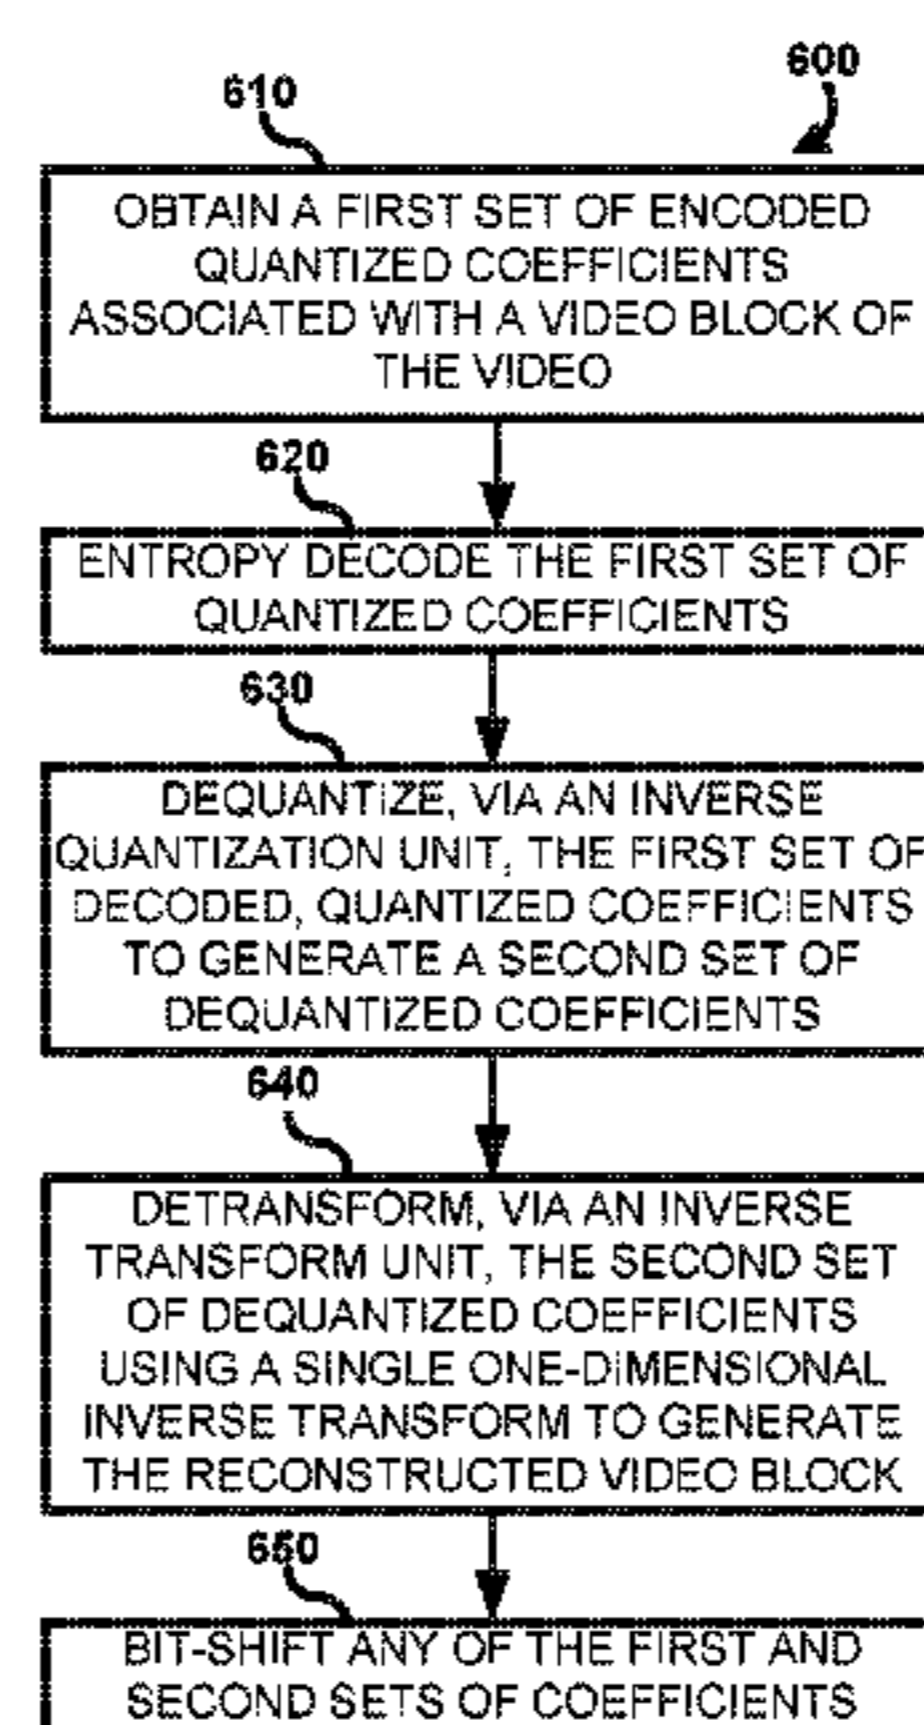 600
610
OBTAIN A FIRST SET OF ENCODED
QUANTIZED COEFFICIENTS
ASSOCIATED WITH A VIDEO BLOCK OF
THE VIDEO
620
ENTROPY DECODE THE FIRST SET OF
QUANTIZED COEFFICIENTS
630
DEQUANTIZE, VIA AN INVERSE
QUANTIZATION UNIT, THE FIRST SET OF
DECODED, QUANTIZED COEFFICIENTS
TO GENERATE A SECOND SET OF
DEQUANTIZED COEFFICIENTS
640
DETRANSFORM, VIA AN INVERSE
TRANSFORM UNIT, THE SECOND SET
OF DEQUANTIZED COEFFICIENTS
USING A SINGLE ONE-DIMENSIONAL
INVERSE TRANSFORM TO GENERATE
THE RECONSTRUCTED VIDEO BLOCK
650
BIT-SHIFT ANY OF THE FIRST AND
SECOND SETS OF COEFFICIENTS